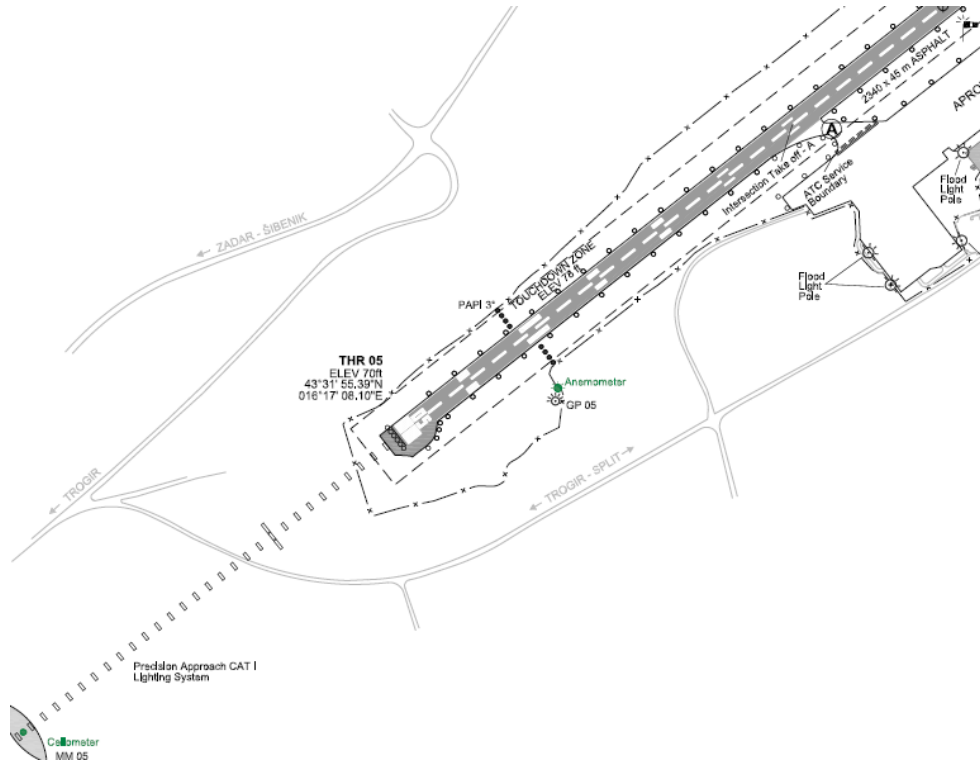 2340 x 45 m ASPHALT
A
Intersection Take off - A
ATC Service
Boundary
Flood
Light
Pole
← ZADAR - ŠIBENIK
TOUCHDOWN ZONE
ELEV 78 ft
PAPI 3°
Flood
Light
Pole
THR 05
ELEV 70ft
43°31' 55.39"N
016°17' 08.10"E
05
Anemometer
GP 05
← TROGIR
← TROGIR - SPLIT →
Precision Approach CAT I
Lighting System
MM 05